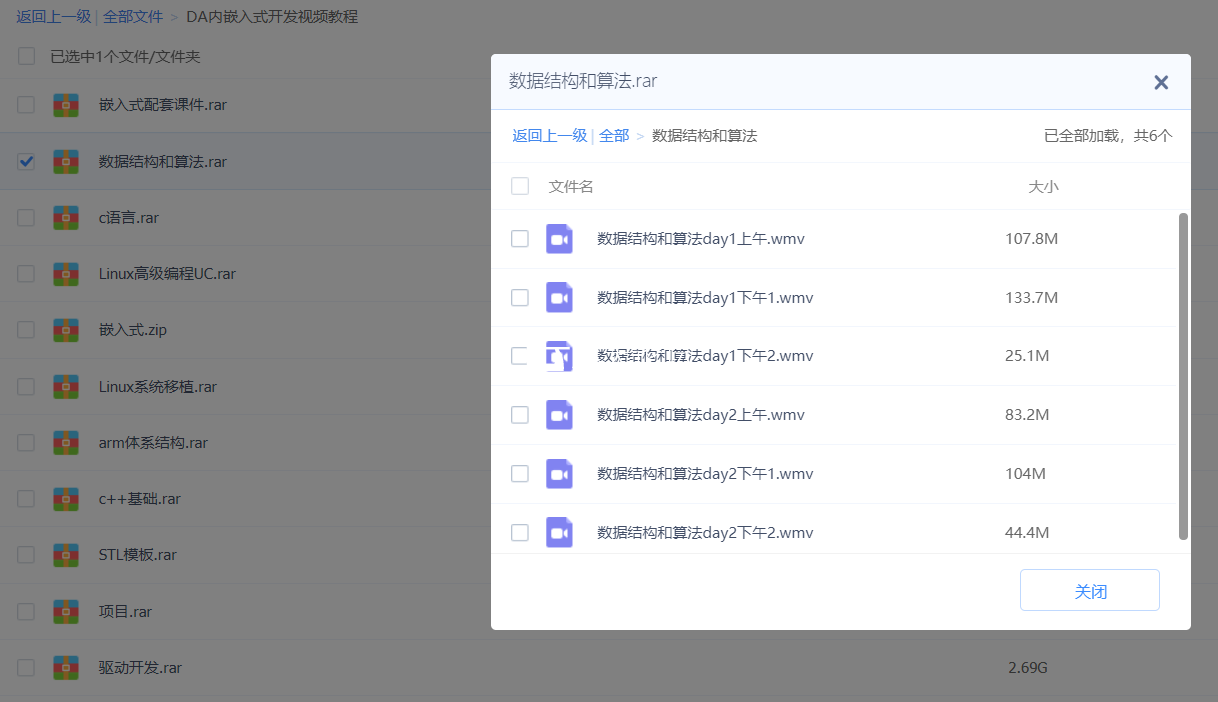 返回上一级 | 全部文件 > DA内嵌入式开发视频教程
已选中1个文件/文件夹
嵌入式配套课件.rar
数据结构和算法.rar
c语言.rar
Linux高级编程UC.rar
嵌入式.zip
Linux系统移植.rar
arm体系结构.rar
c++基础.rar
STL模板.rar
项目.rar
驱动开发.rar 2.69G
数据结构和算法.rar
返回上一级 | 全部 > 数据结构和算法 已全部加载，共6个
文件名 大小
数据结构和算法day1上午.wmv 107.8M
数据结构和算法day1下午1.wmv 133.7M
数据结构和算法day1下午2.wmv 25.1M
数据结构和算法day2上午.wmv 83.2M
数据结构和算法day2下午1.wmv 104M
数据结构和算法day2下午2.wmv 44.4M
关闭